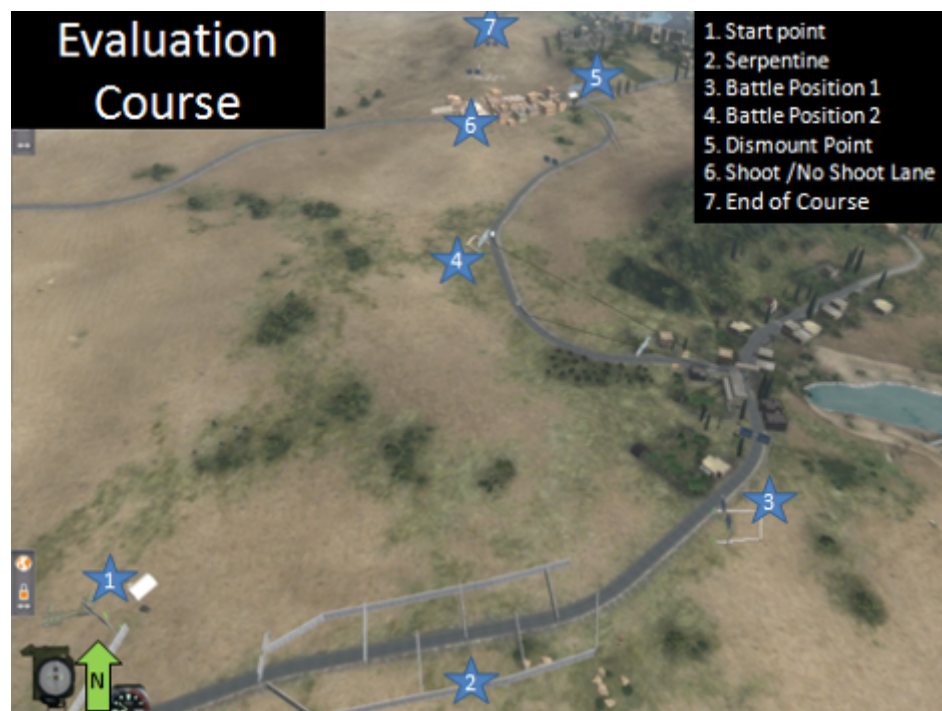 Evaluation
Course
1. Start point
2. Serpentine
3. Battle Position 1
4. Battle Position 2
5. Dismount Point
6. Shoot /No Shoot Lane
7. End of Course
7
5
6
4
3
1
2
N